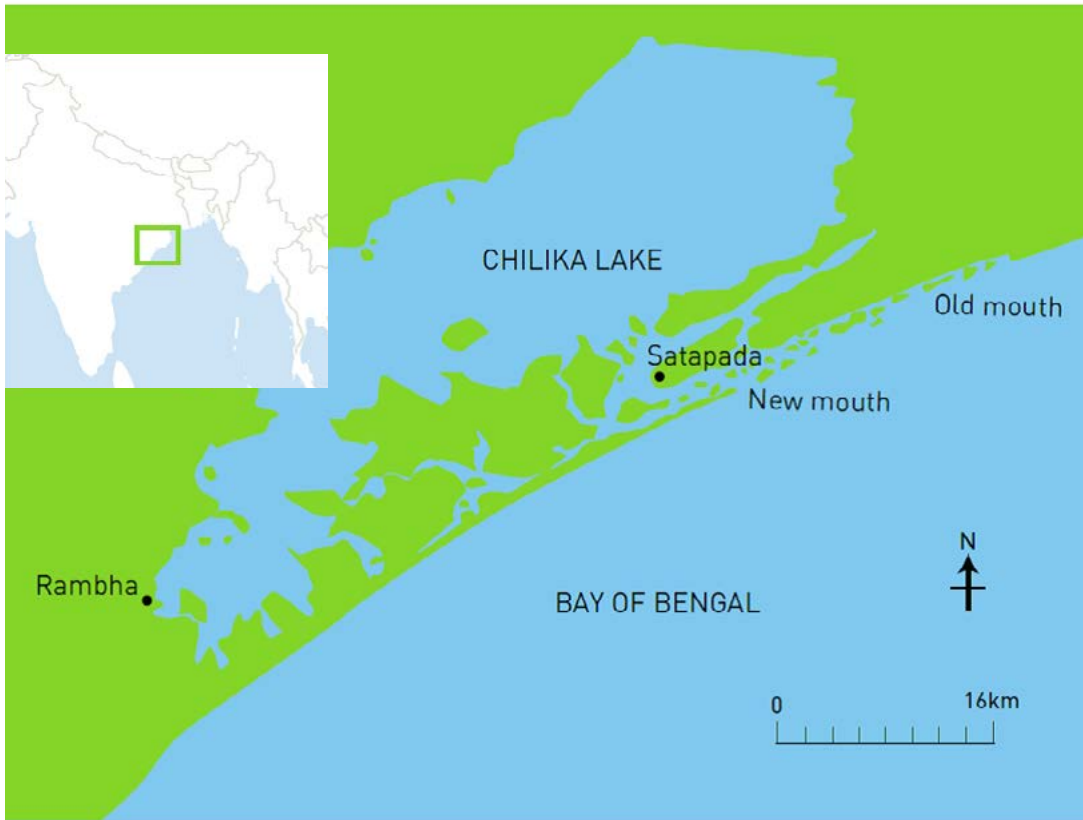 CHILIKA LAKE
Old mouth
Satapada
New mouth
N
Rambha
BAY OF BENGAL
0 16km